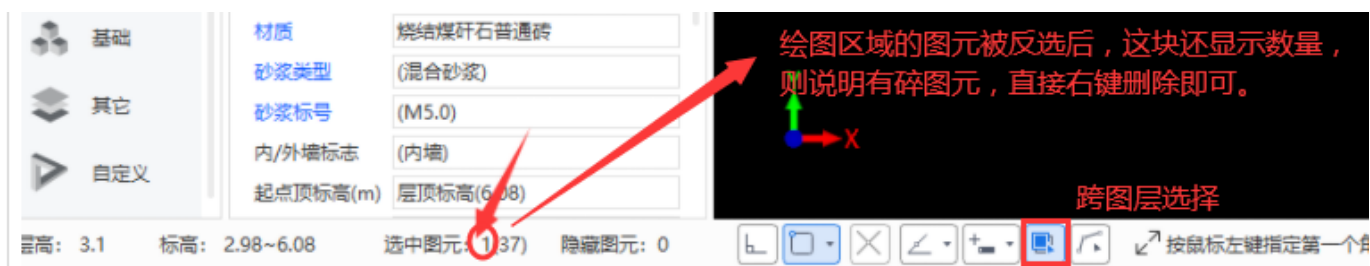 基础
材质
烧结煤矸石普通砖
绘图区域的图元被反选后，这块还显示数量，
砂浆类型
(混合砂浆)
则说明有碎图元，直接右键删除即可。
其它
砂浆标号
(M5.0)
X
内/外墙标志
(内墙)
自定义
起点顶标高(m)
层顶标高(6.08)
跨图层选择
层高： 3.1
标高： 2.98~6.08
选中图元：1(37)
隐藏图元：0
按鼠标左键指定第一个角